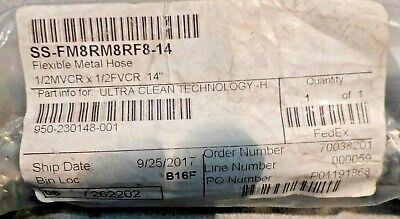 SS-FM8RM8RF8-14
Flexible Metal Hose
1/2MVCR x 1/2FVCR 14"
Part info for: ULTRA CLEAN TECHNOLOGY -H
950-230148-001
Quantity
1 of 1
FedEx
Ship Date: 9/25/2017
Bin Loc B16F
Order Number 70038201
Line Number 000059
PO Number P01191868
1262202